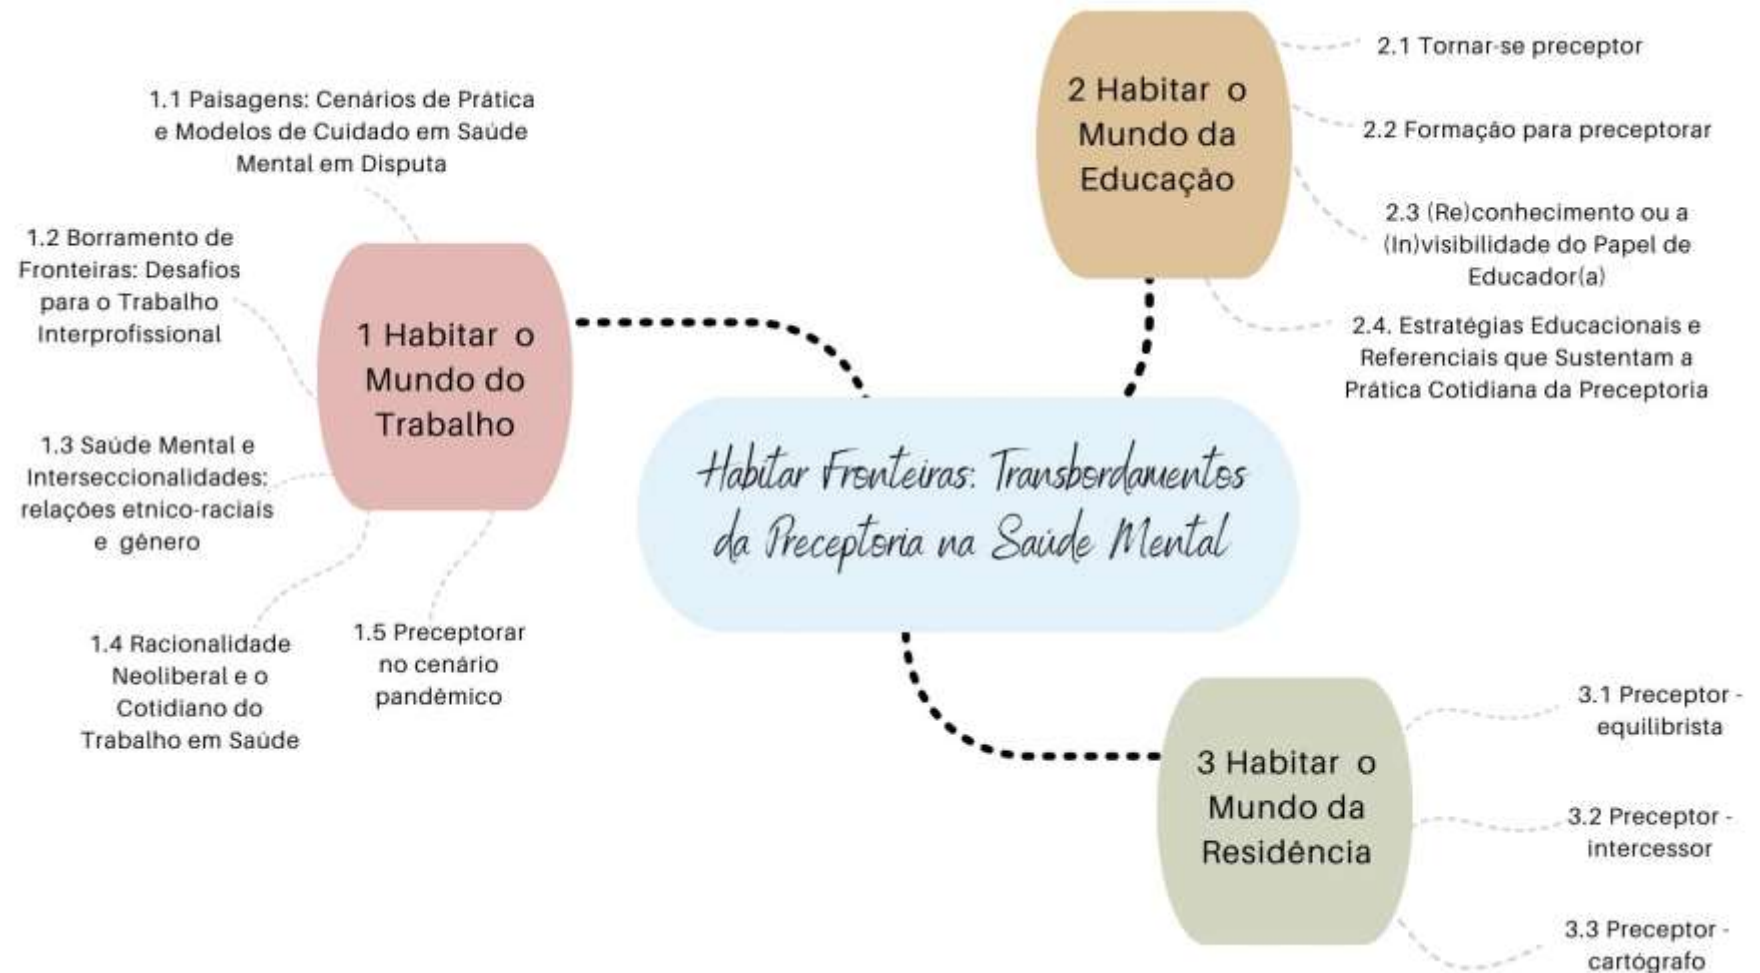 Habitar Fronteiras: Transbordamentos
da Preceptoria na Saúde Mental
1 Habitar o
Mundo do
Trabalho
1.1 Paisagens: Cenários de Prática
e Modelos de Cuidado em Saúde
Mental em Disputa
1.2 Borramento de
Fronteiras: Desafios
para o Trabalho
Interprofissional
1.3 Saúde Mental e
Interseccionalidades:
relações etnico-raciais
e gênero
1.4 Racionalidade
Neoliberal e o
Cotidiano do
Trabalho em Saúde
1.5 Preceptorar
no cenário
pandêmico
2 Habitar o
Mundo da
Educação
2.1 Tornar-se preceptor
2.2 Formação para preceptorar
2.3 (Re)conhecimento ou a
(In)visibilidade do Papel de
Educador(a)
2.4. Estratégias Educacionais e
Referenciais que Sustentam a
Prática Cotidiana da Preceptoria
3 Habitar o
Mundo da
Residência
3.1 Preceptor -
equilibrista
3.2 Preceptor -
intercessor
3.3 Preceptor -
cartógrafo